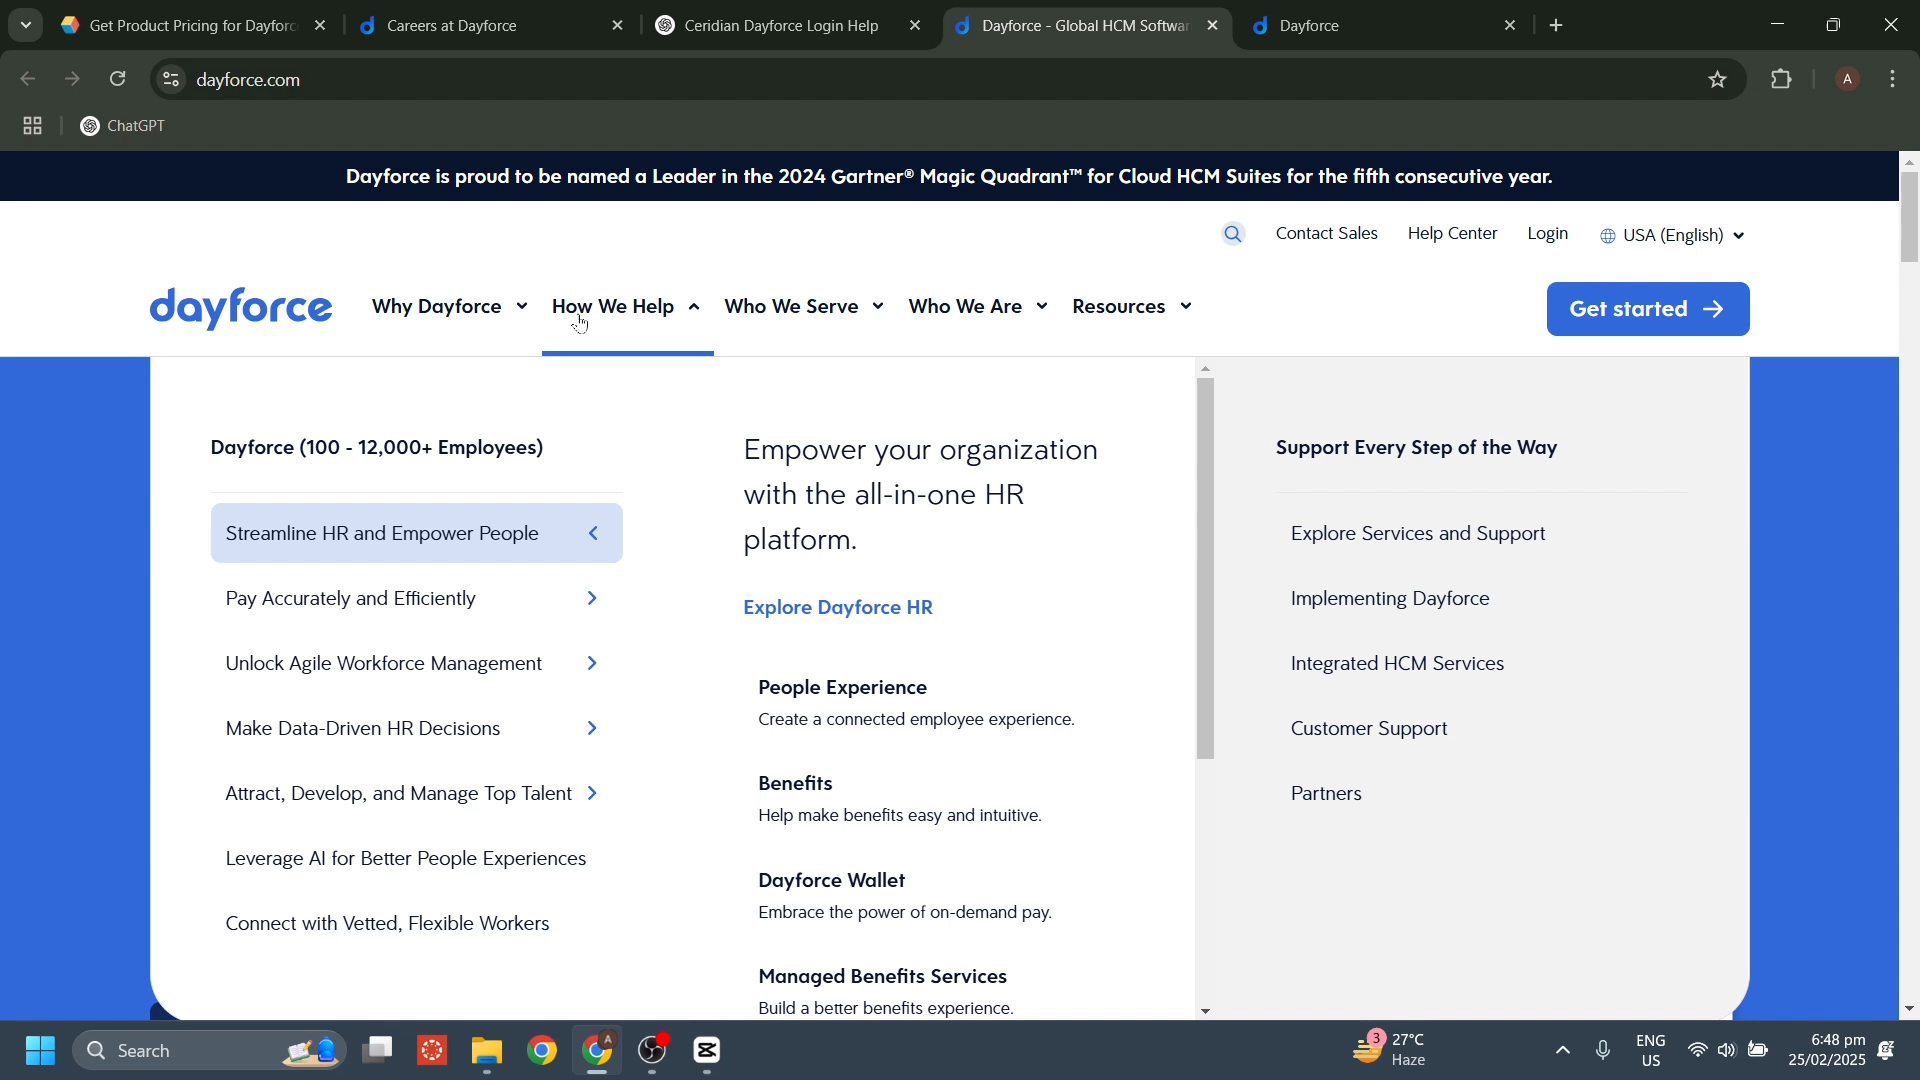 Get Product Pricing for Dayforc
Careers at Dayforce
Ceridian Dayforce Login Help
Dayforce - Global HCM Softwar
Dayforce
dayforce.com
A
ChatGPT
Dayforce is proud to be named a Leader in the 2024 Gartner® Magic Quadrant™ for Cloud HCM Suites for the fifth consecutive year.
Contact Sales
Help Center
Login
USA (English)
dayforce
Why Dayforce
How We Help
Who We Serve
Who We Are
Resources
Get started
Dayforce (100 - 12,000+ Employees)
Streamline HR and Empower People
Pay Accurately and Efficiently
Unlock Agile Workforce Management
Make Data-Driven HR Decisions
Attract, Develop, and Manage Top Talent
Leverage AI for Better People Experiences
Connect with Vetted, Flexible Workers
Empower your organization
with the all-in-one HR
platform.
Explore Dayforce HR
People Experience
Create a connected employee experience.
Benefits
Help make benefits easy and intuitive.
Dayforce Wallet
Embrace the power of on-demand pay.
Managed Benefits Services
Build a better benefits experience.
Support Every Step of the Way
Explore Services and Support
Implementing Dayforce
Integrated HCM Services
Customer Support
Partners
Search
A
3
27°C
Haze
ENG
US
6:48 pm
25/02/2025